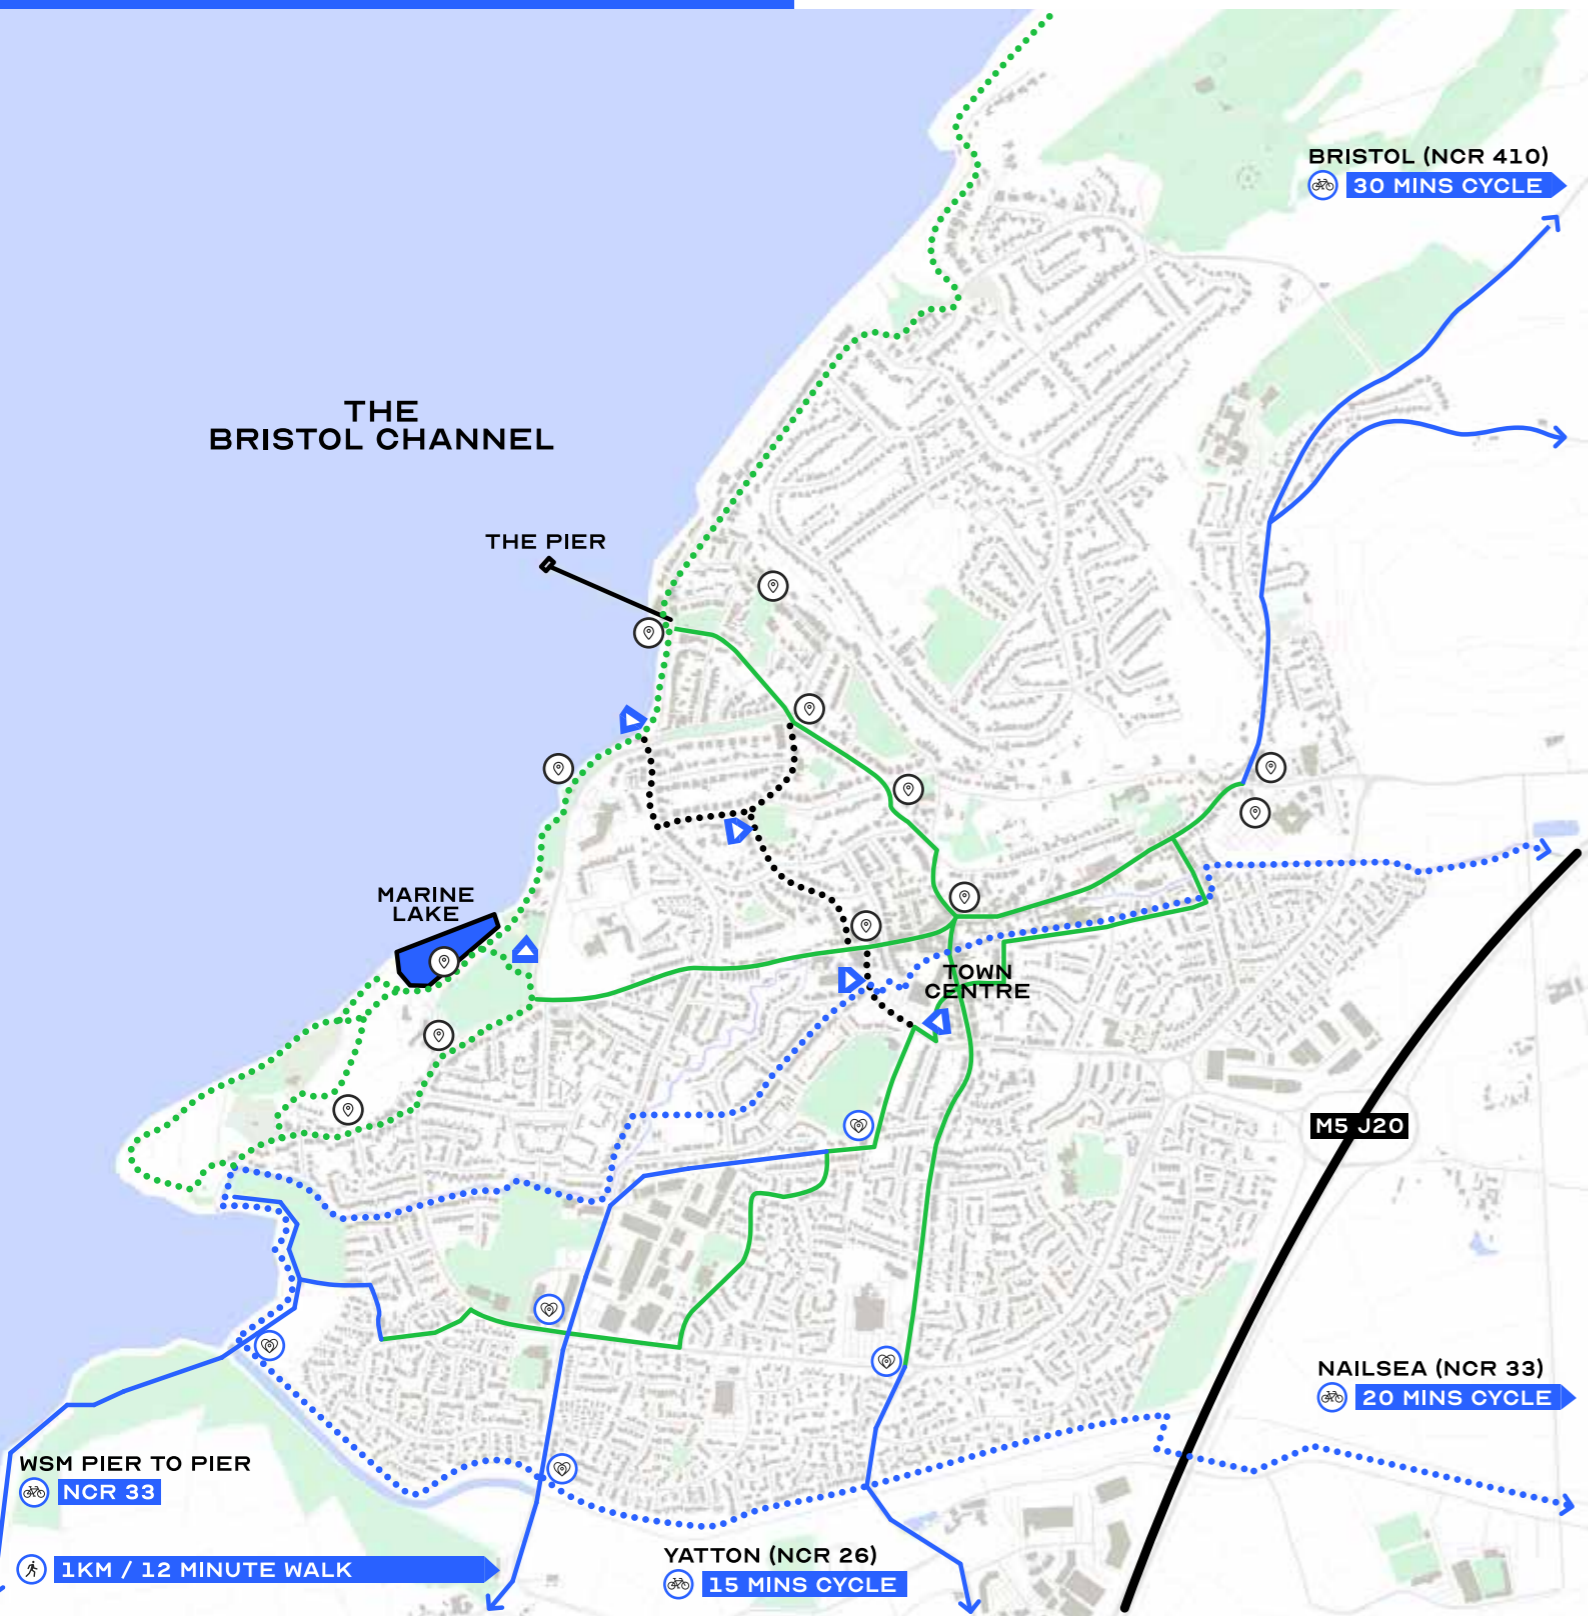 BRISTOL (NCR 410)
30 MINS CYCLE
THE
BRISTOL CHANNEL
THE PIER
MARINE
LAKE
TOWN
CENTRE
M5 J20
NAILSEA (NCR 33)
20 MINS CYCLE
WSM PIER TO PIER
NCR 33
YATTON (NCR 26)
15 MINS CYCLE
1KM / 12 MINUTE WALK